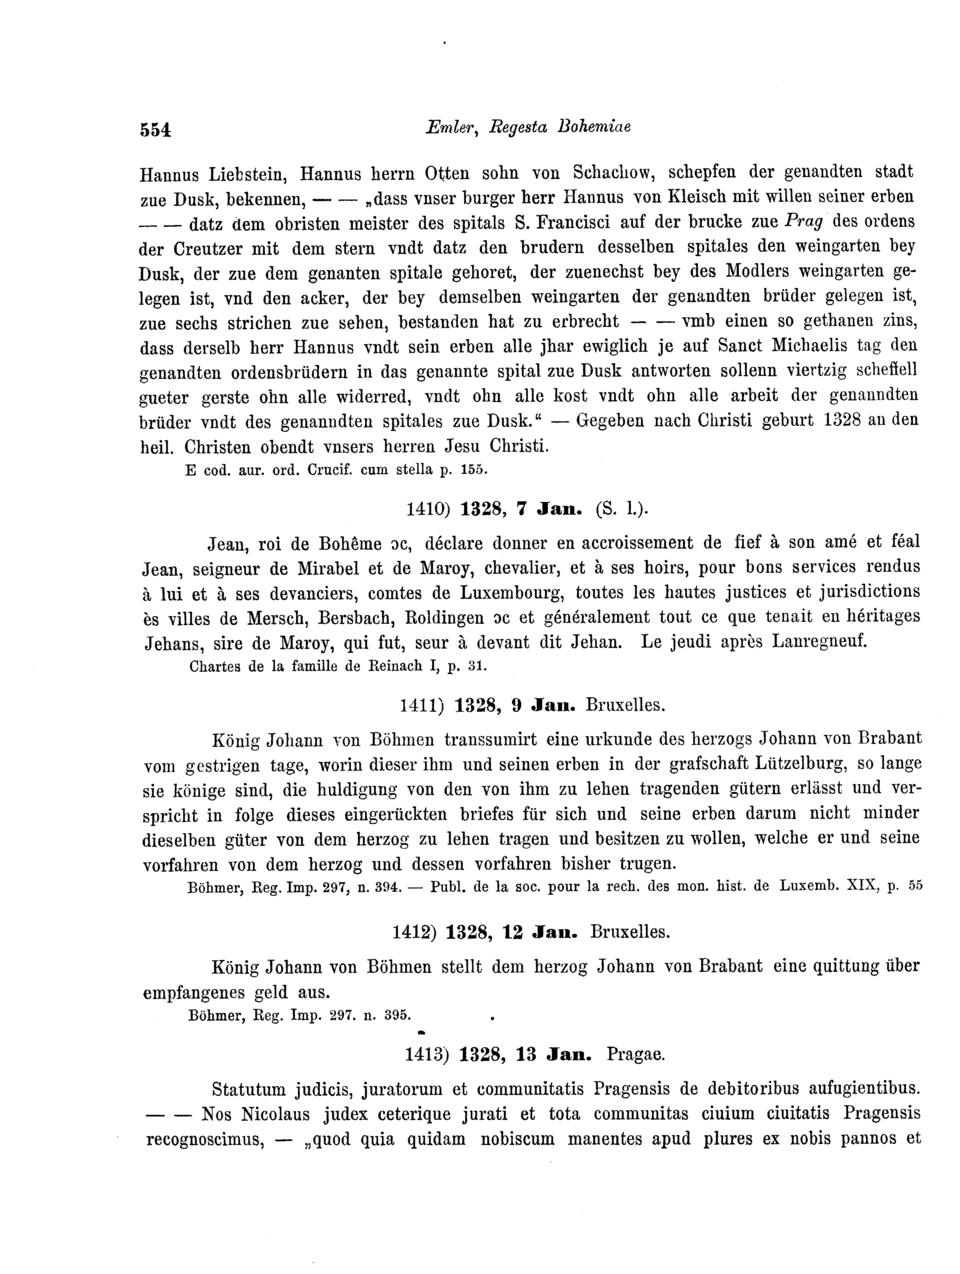 554 Emler, Regesta Bohemiae
Hannus Liebstein, Hannus herrn Otten sohn von Schachow, schepfen der genandten stadt
zue Dusk, bekennen, — — „dass vnser burger herr Hannus von Kleisch mit willen seiner erben
— — datz dem obristen meister des spitals S. Francisci auf der brucke zue Prag des ordens
der Creutzer mit dem stern vndt datz den brudern desselben spitales den weingarten bey
Dusk, der zue dem genanten spitale gehoret, der zuenechst bey des Modlers weingarten ge-
legen ist, vnd den acker, der bey demselben weingarten der genandten brüder gelegen ist,
zue sechs strichen zue sehen, bestanden hat zu erbrecht — — vmb einen so gethanen zins,
dass derselb herr Hannus vndt sein erben alle jhar ewiglich je auf Sanct Michaelis tag den
genandten ordensbrüdern in das genannte spital zue Dusk antworten sollenn viertzig scheffell
gueter gerste ohn alle widerred, vndt ohn alle kost vndt ohn alle arbeit der genanndten
brüder vndt des genanndten spitales zue Dusk.“ — Gegeben nach Christi geburt 1328 an den
heil. Christen obendt vnsers herren Jesu Christi.
E cod. aur. ord. Crucif. cum stella p. 155.
1410) 1328, 7 Jan. (S. l.).
Jean, roi de Bohême ɔc, déclare donner en accroissement de fief à son amé et féal
Jean, seigneur de Mirabel et de Maroy, chevalier, et à ses hoirs, pour bons services rendus
à lui et à ses devanciers, comtes de Luxembourg, toutes les hautes justices et jurisdictions
ès villes de Mersch, Bersbach, Roldingen ɔc et généralement tout ce que tenait en héritages
Jehans, sire de Maroy, qui fut, seur à devant dit Jehan. Le jeudi après Lauregneuf.
Chartes de la famille de Reinach I, p. 31.
1411) 1328, 9 Jan. Bruxelles.
König Johann von Böhmen transsumirt eine urkunde des herzogs Johann von Brabant
vom gestrigen tage, worin dieser ihm und seinen erben in der grafschaft Lützelburg, so lange
sie könige sind, die huldigung von den von ihm zu lehen tragenden gütern erlässt und ver-
spricht in folge dieses eingerückten briefes für sich und seine erben darum nicht minder
dieselben güter von dem herzog zu lehen tragen und besitzen zu wollen, welche er und seine
vorfahren von dem herzog und dessen vorfahren bisher trugen.
Böhmer, Reg. Imp. 297, n. 394. — Publ. de la soc. pour la rech. des mon. hist. de Luxemb. XIX, p. 55
1412) 1328, 12 Jan. Bruxelles.
König Johann von Böhmen stellt dem herzog Johann von Brabant eine quittung über
empfangenes geld aus.
Böhmer, Reg. Imp. 297. n. 395.
1413) 1328, 13 Jan. Pragae.
Statutum judicis, juratorum et communitatis Pragensis de debitoribus aufugientibus.
— — Nos Nicolaus judex ceterique jurati et tota communitas ciuium ciuitatis Pragensis
recognoscimus, — „quod quia quidam nobiscum manentes apud plures ex nobis pannos et